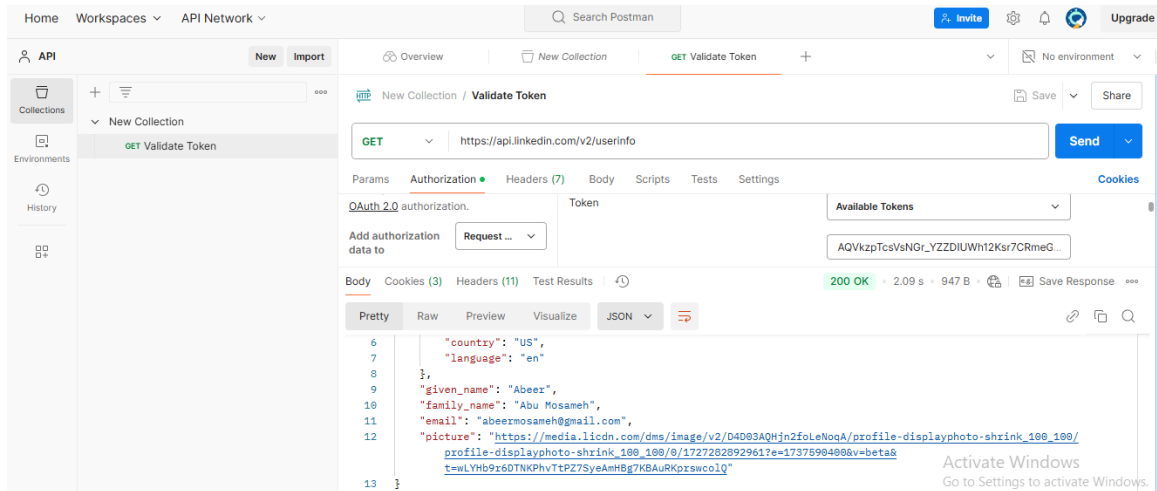 Home Workspaces API Network Search Postman Invite Upgrade
API New Import Overview New Collection GET Validate Token No environment
Collections
New Collection / Validate Token Save Share
New Collection
GET Validate Token
GET https://api.linkedin.com/v2/userinfo Send
Environments
Params Authorization Headers (7) Body Scripts Tests Settings Cookies
History
OAuth 2.0 authorization. Token Available Tokens
Add authorization data to Request ... AQVkzpTcsVsNGr_YZZDIUWh12Ksr7CRmeG...
Body Cookies (3) Headers (11) Test Results 200 OK 2.09 s 947 B e.g. Save Response
Pretty Raw Preview Visualize JSON
6 "country": "US",
7 "language": "en"
8 },
9 "given_name": "Abeer",
10 "family_name": "Abu Mosameh",
11 "email": "abeermosameh@gmail.com",
12 "picture": "https://media.licdn.com/dms/image/v2/D4D03AQHjn2foLeNoqA/profile-displayphoto-shrink_100_100/
profile-displayphoto-shrink_100_100/0/1727282892961?e=1737590400&v=beta&
t=wLYHb9r6DTNKPhvTtPZ7SyeAmHBg7KBAuRKprswcolQ"
13 }
Activate Windows
Go to Settings to activate Windows.